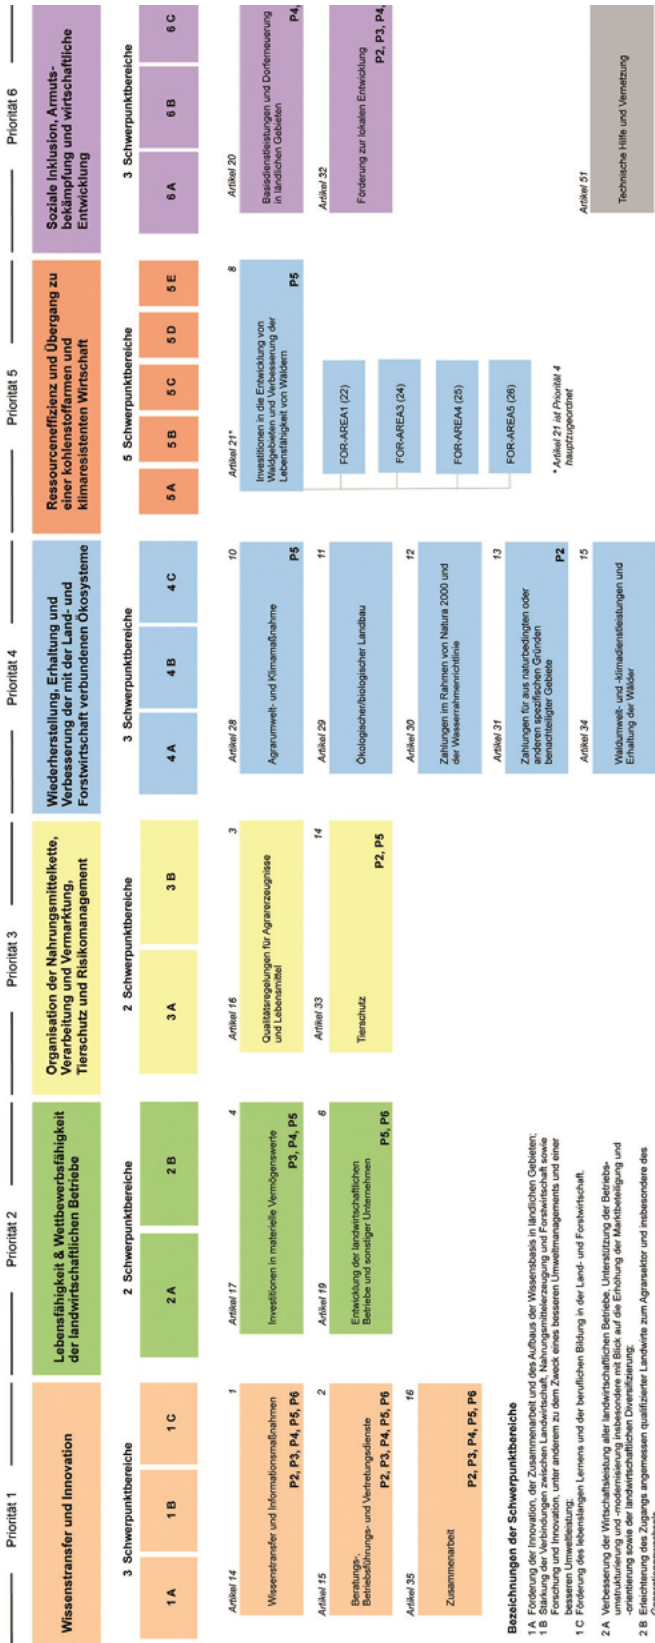 Priorität 1
Priorität 2
Priorität 3
Priorität 4
Priorität 5
Priorität 6
Wissenstransfer und Innovation
Lebensfähigkeit & Wettbewerbsfähigkeit
der landwirtschaftlichen Betriebe
Organisation der Nahrungsmittelkette,
Verarbeitung und Vermarktung,
Tierschutz und Risikomanagement
Wiederherstellung, Erhaltung und
Verbesserung der mit der Land- und
Forstwirtschaft verbundenen Ökosysteme
Ressourceneffizienz und Übergang zu
einer kohlenstoffarmen und
klimaresistenten Wirtschaft
Soziale Inklusion, Armuts-
bekämpfung und wirtschaftliche
Entwicklung
3 Schwerpunktbereiche
2 Schwerpunktbereiche
2 Schwerpunktbereiche
3 Schwerpunktbereiche
5 Schwerpunktbereiche
3 Schwerpunktbereiche
1 A
1 B
1 C
2 A
2 B
3 A
3 B
4 A
4 B
4 C
5 A
5 B
5 C
5 D
5 E
6 A
6 B
6 C
Artikel 14 1
Wissenstransfer und Informationsmaßnahmen
P2, P3, P4, P5, P6
Artikel 15 2
Beratungs-,
Betriebsführungs- und Vertretungsdienste
P2, P3, P4, P5, P6
Artikel 35 16
Zusammenarbeit
P2, P3, P4, P5, P6
Artikel 17 4
Investitionen in materielle Vermögenswerte
P3, P4, P5
Artikel 19 6
Entwicklung der landwirtschaftlichen
Betriebe und sonstiger Unternehmen
P5, P6
Artikel 16 3
Qualitätsregelungen für Agrarerzeugnisse
und Lebensmittel
Artikel 33 14
Tierschutz
P2, P5
Artikel 28 10
Agrarumwelt- und Klimamaßnahme
P5
Artikel 29 11
Ökologischer/biologischer Landbau
Artikel 30 12
Zahlungen im Rahmen von Natura 2000 und
der Wasserrahmenrichtlinie
Artikel 31 13
Zahlungen für aus naturbedingten oder
anderen spezifischen Gründen
benachteiligter Gebiete
P2
Artikel 34 15
Waldumwelt- und -klimadienstleistungen und
Erhaltung der Wälder
Artikel 21* 8
Investitionen in die Entwicklung von
Waldgebieten und Verbesserung der
Lebensfähigkeit von Wäldern
P5
FOR-AREA1 (22)
FOR-AREA3 (24)
FOR-AREA4 (25)
FOR-AREA5 (26)
* Artikel 21 ist Priorität 4
hauptzugeordnet
Artikel 20
Basisdienstleistungen und Dorferneuerung
in ländlichen Gebieten
P4,
Artikel 32
Förderung zur lokalen Entwicklung
P2, P3, P4,
Artikel 51
Technische Hilfe und Vernetzung
Bezeichnungen der Schwerpunktbereiche
1 A Förderung der Innovation, der Zusammenarbeit und des Aufbaus der Wissensbasis in ländlichen Gebieten;
1 B Stärkung der Verbindungen zwischen Landwirtschaft, Nahrungsmittelerzeugung und Forstwirtschaft sowie
Forschung und Innovation, unter anderem zu dem Zweck eines besseren Umweltmanagements und einer
besseren Umweltleistung;
1 C Förderung des lebenslangen Lernens und der beruflichen Bildung in der Land- und Forstwirtschaft.
2 A Verbesserung der Wirtschaftsleistung aller landwirtschaftlichen Betriebe, Unterstützung der Betriebs-
umstrukturierung und -modernisierung insbesondere mit Blick auf die Erhöhung der Marktbeteiligung und
-orientierung sowie der landwirtschaftlichen Diversifizierung;
2 B Erleichterung des Zugangs angemessen qualifizierter Landwirte zum Agrarsektor und insbesondere des